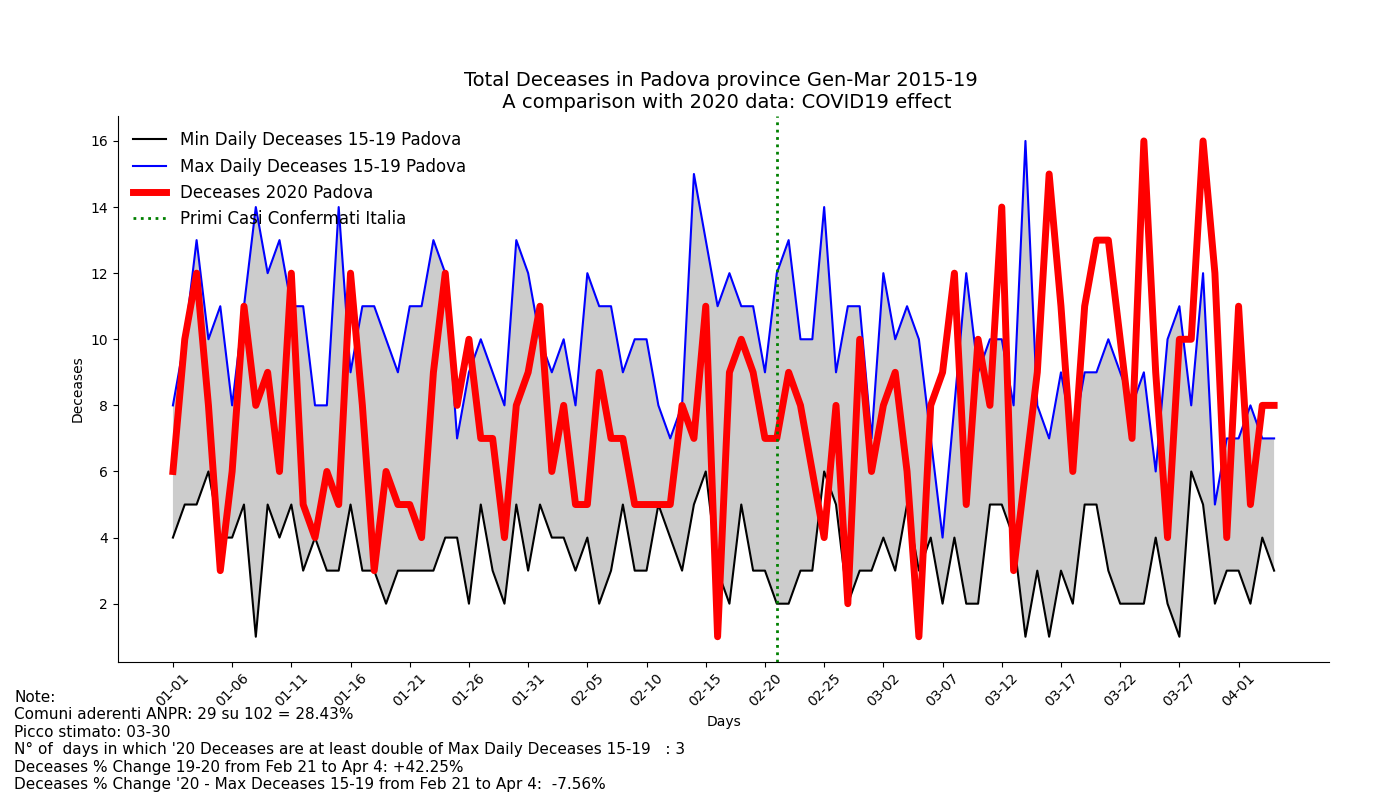 Total Deceases in Padova province Gen-Mar 2015-19
A comparison with 2020 data: COVID19 effect
Min Daily Deceases 15-19 Padova
Max Daily Deceases 15-19 Padova
Deceases 2020 Padova
Primi Casi Confermati Italia
Deceases
16
14
12
10
8
6
4
2
01-01
01-06
01-11
01-16
01-21
01-26
01-31
02-05
02-10
02-15
02-20
02-25
03-02
03-07
03-12
03-17
03-22
03-27
04-01
Days
Note:
Comuni aderenti ANPR: 29 su 102 = 28.43%
Picco stimato: 03-30
N° of  days in which '20 Deceases are at least double of Max Daily Deceases 15-19   : 3
Deceases % Change 19-20 from Feb 21 to Apr 4: +42.25%
Deceases % Change '20 - Max Deceases 15-19 from Feb 21 to Apr 4:  -7.56%